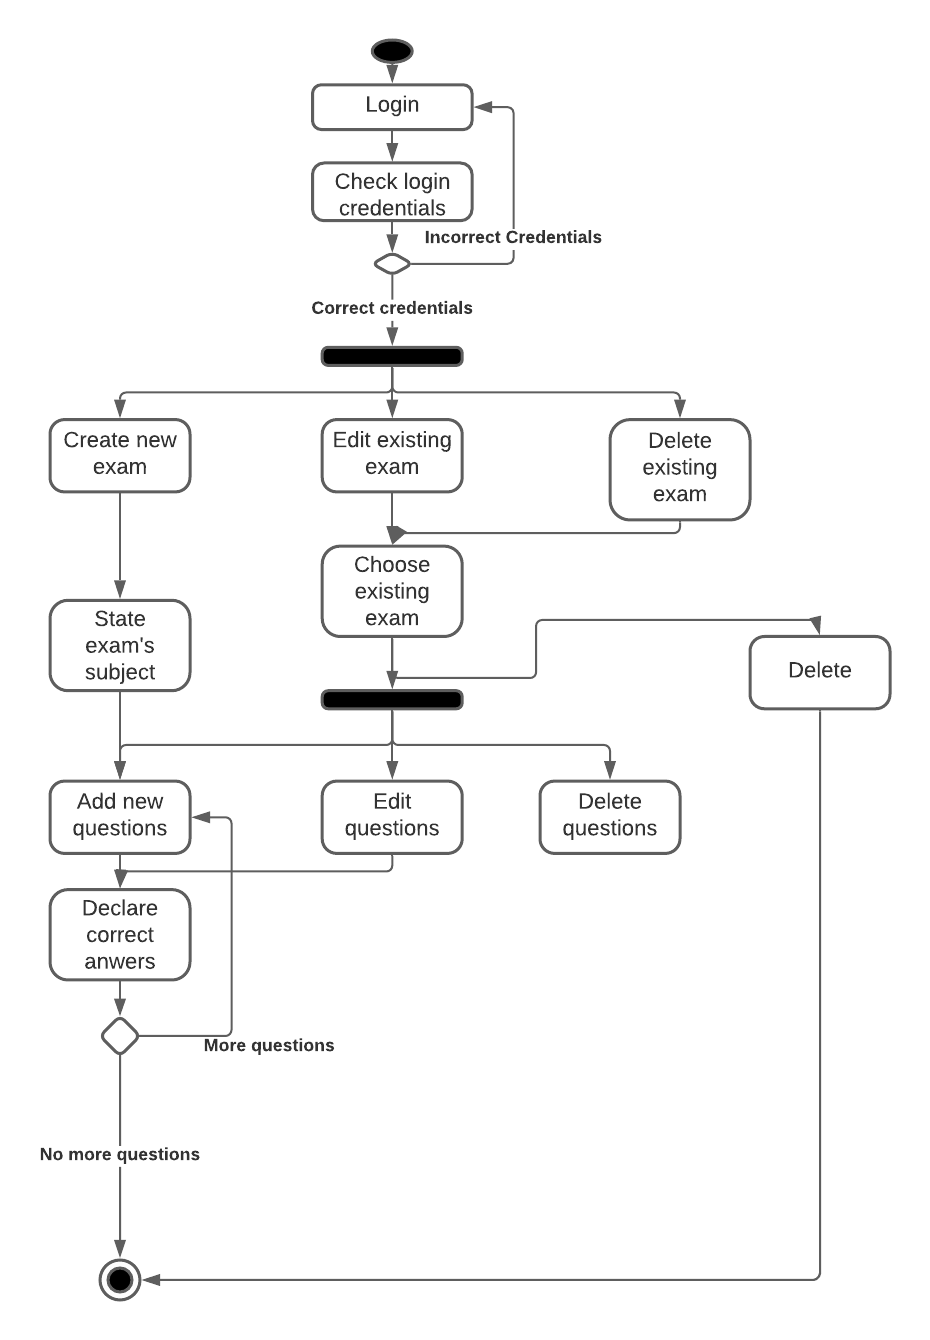 Login
Check login
credentials
Incorrect Credentials
Correct credentials
Create new
exam
Edit existing
exam
Delete
existing
exam
Choose
existing
exam
State
exam's
subject
Delete
Add new
questions
Edit
questions
Delete
questions
Declare
correct
anwers
More questions
No more questions